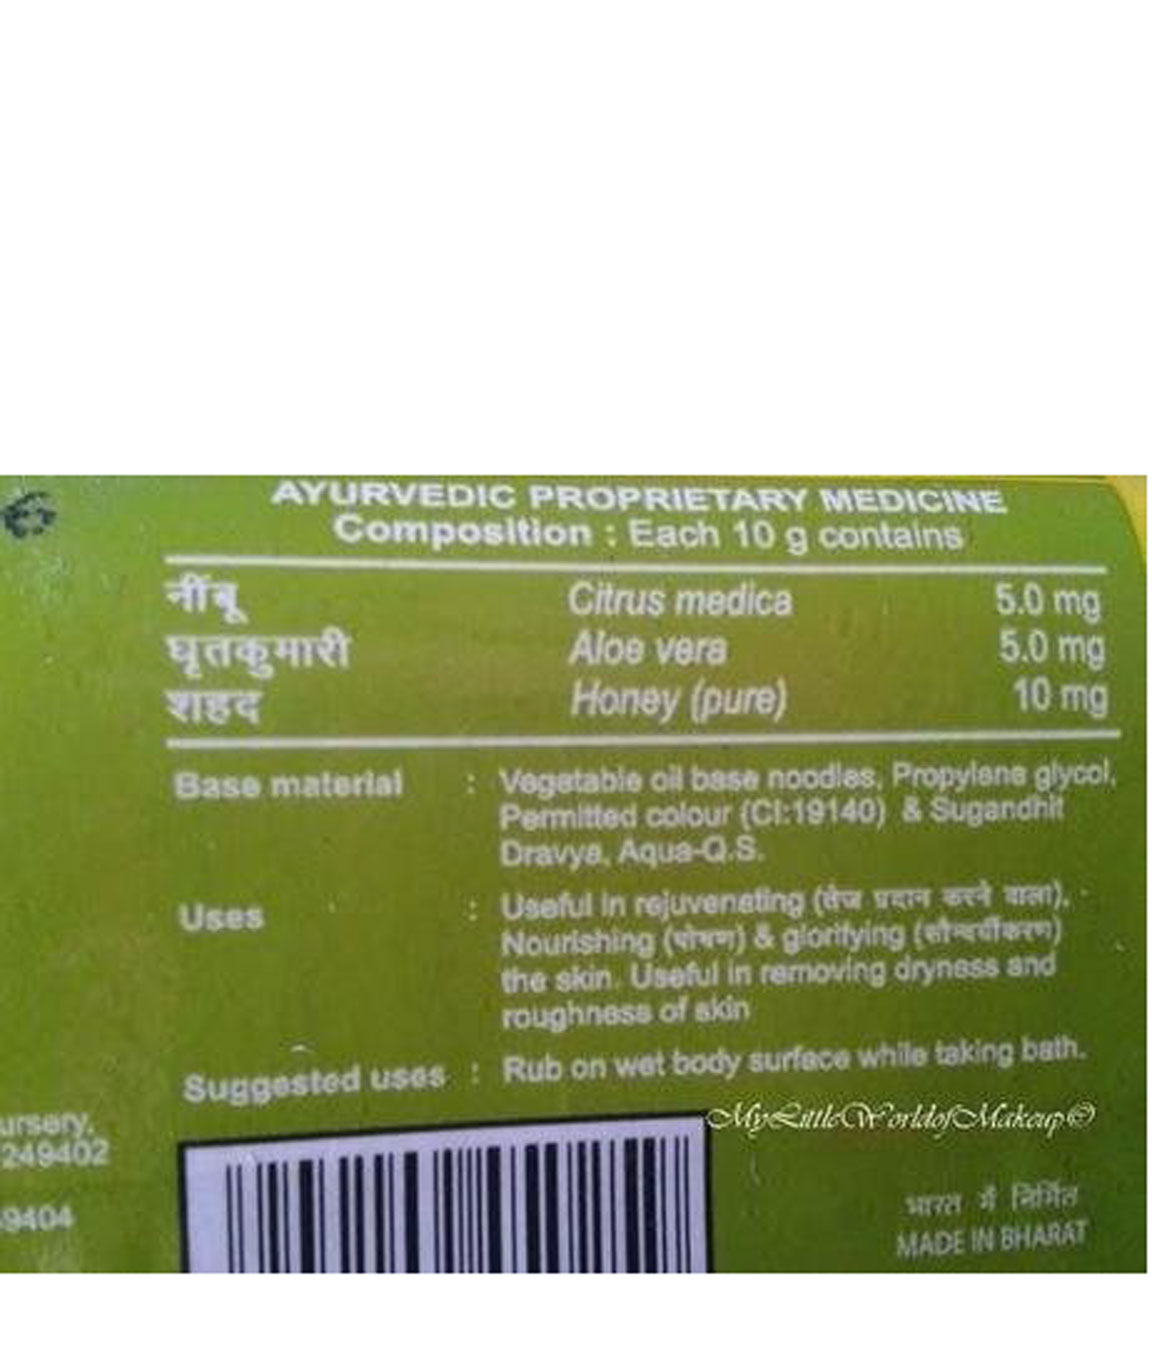 AYURVEDIC PROPRIETARY MEDICINE
Composition : Each 10 g contains
नींबू Citrus medica 5.0 mg
घृतकुमारी Aloe vera 5.0 mg
शहद Honey (pure) 10 mg
Base material : Vegetable oil base noodles, Propylene glycol,
Permitted colour (CI:19140) & Sugandhit
Dravya, Aqua-Q.S.
Uses : Useful in rejuvenating (तेज प्रदान करने वाला),
Nourishing (पोषण) & glorifying (सौन्दर्यीकरण)
the skin. Useful in removing dryness and
roughness of skin
Suggested uses : Rub on wet body surface while taking bath.
MyLittleWorldofMakeup©
ursery.
249402
9404
भारत में निर्मित
MADE IN BHARAT